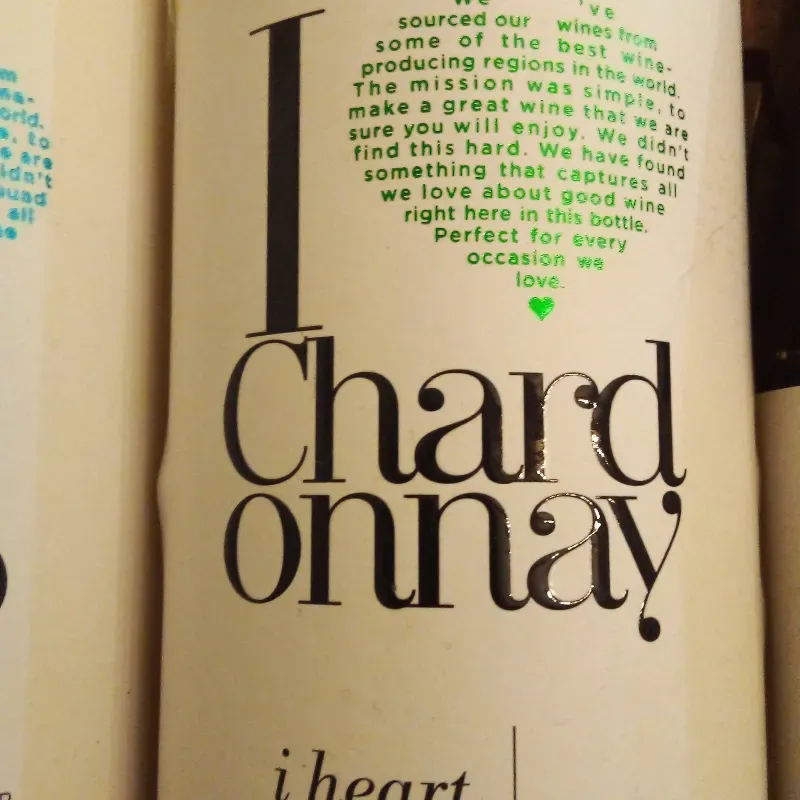 I
We 've
sourced our wines from
some of the best wine-
producing regions in the world.
The mission was simple, to
make a great wine that we are
sure you will enjoy. We didn't
find this hard. We have found
something that captures all
we love about good wine
right here in this bottle.
Perfect for every
occasion we
love.
Chard
onnay
i heart